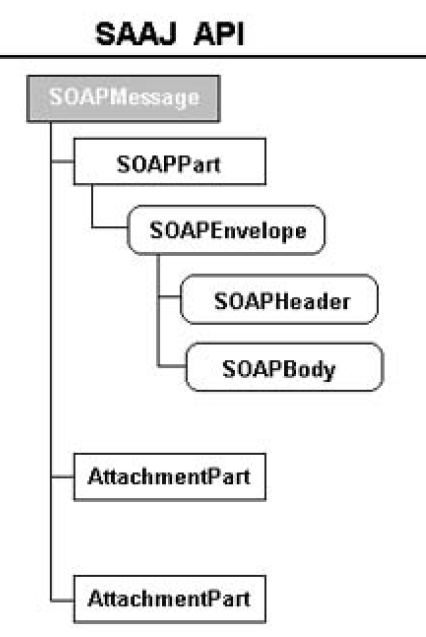 SAAJ API
SOAPMessage
SOAPPart
SOAPEnvelope
SOAPHeader
SOAPBody
AttachmentPart
AttachmentPart